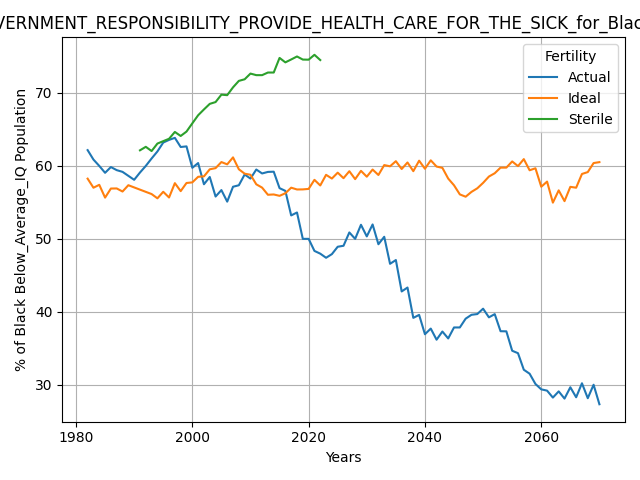 VERNMENT_RESPONSIBILITY_PROVIDE_HEALTH_CARE_FOR_THE_SICK_for_Blac
Fertility
Actual
Ideal
Sterile
% of Black Below_Average_IQ Population
70
60
50
40
30
1980 2000 2020 2040 2060
Years